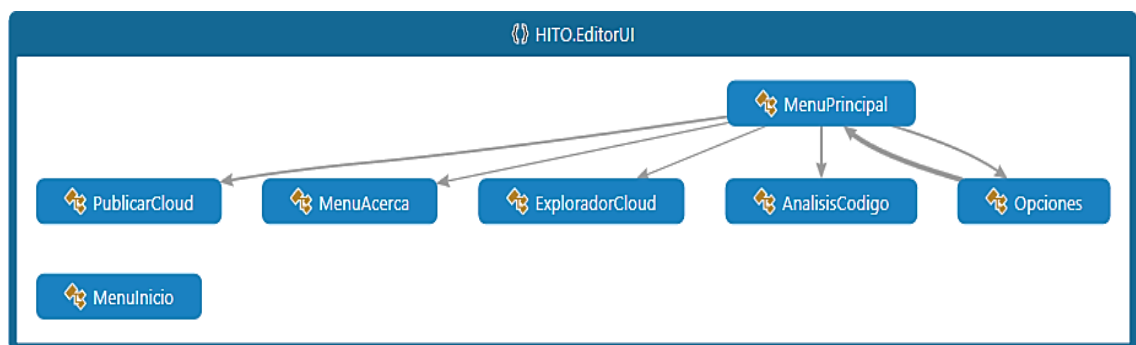 HITO.EditorUI
MenuPrincipal
PublicarCloud
MenuAcerca
ExploradorCloud
AnalisisCodigo
Opciones
MenuInicio